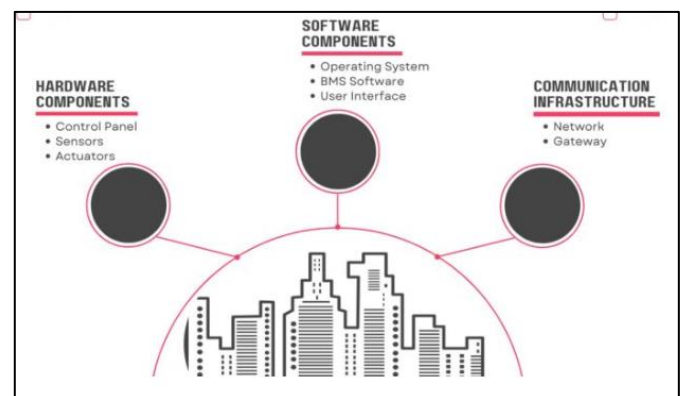 SOFTWARE
COMPONENTS
• Operating System
• BMS Software
• User Interface
HARDWARE
COMPONENTS
• Control Panel
• Sensors
• Actuators
COMMUNICATION
INFRASTRUCTURE
• Network
• Gateway